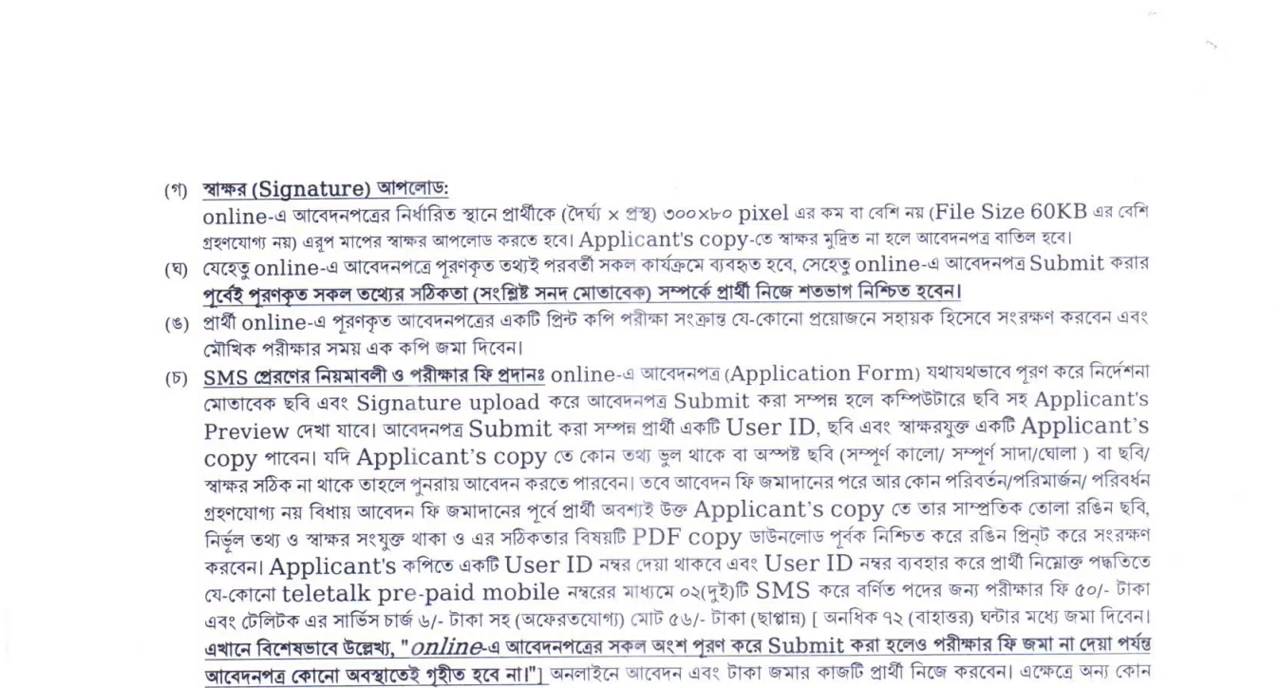 (গ) স্বাক্ষর (Signature) আপলোড:
online-এ আবেদনপত্রের নির্ধারিত স্থানে প্রার্থীকে (দৈর্ঘ্য × প্রস্থ) ৩০০×৮০ pixel এর কম বা বেশি নয় (File Size 60KB এর বেশি
গ্রহণযোগ্য নয়) এরূপ মাপের স্বাক্ষর আপলোড করতে হবে। Applicant's copy-তে স্বাক্ষর মুদ্রিত না হলে আবেদনপত্র বাতিল হবে।
(ঘ) যেহেতু online-এ আবেদনপত্রে পূরণকৃত তথ্যই পরবর্তী সকল কার্যক্রমে ব্যবহৃত হবে, সেহেতু online-এ আবেদনপত্র Submit করার
পূর্বেই পূরণকৃত সকল তথ্যের সঠিকতা (সংশ্লিষ্ট সনদ মোতাবেক) সম্পর্কে প্রার্থী নিজে শতভাগ নিশ্চিত হবেন।
(ঙ) প্রার্থী online-এ পূরণকৃত আবেদনপত্রের একটি প্রিন্ট কপি পরীক্ষা সংক্রান্ত যে-কোনো প্রয়োজনে সহায়ক হিসেবে সংরক্ষণ করবেন এবং
মৌখিক পরীক্ষার সময় এক কপি জমা দিবেন।
(চ) SMS প্রেরণের নিয়মাবলী ও পরীক্ষার ফি প্রদানঃ online-এ আবেদনপত্র (Application Form) যথাযথভাবে পূরণ করে নির্দেশনা
মোতাবেক ছবি এবং Signature upload করে আবেদনপত্র Submit করা সম্পন্ন হলে কম্পিউটারে ছবি সহ Applicant's
Preview দেখা যাবে। আবেদনপত্র Submit করা সম্পন্ন প্রার্থী একটি User ID, ছবি এবং স্বাক্ষরযুক্ত একটি Applicant’s
copy পাবেন। যদি Applicant’s copy তে কোন তথ্য ভুল থাকে বা অস্পষ্ট ছবি (সম্পূর্ণ কালো/ সম্পূর্ণ সাদা/ঘোলা ) বা ছবি/
স্বাক্ষর সঠিক না থাকে তাহলে পুনরায় আবেদন করতে পারবেন। তবে আবেদন ফি জমাদানের পরে আর কোন পরিবর্তন/পরিমার্জন/ পরিবর্ধন
গ্রহণযোগ্য নয় বিধায় আবেদন ফি জমাদানের পূর্বে প্রার্থী অবশ্যই উক্ত Applicant’s copy তে তার সাম্প্রতিক তোলা রঙিন ছবি,
নির্ভূল তথ্য ও স্বাক্ষর সংযুক্ত থাকা ও এর সঠিকতার বিষয়টি PDF copy ডাউনলোড পূর্বক নিশ্চিত করে রঙিন প্রিন্ট করে সংরক্ষণ
করবেন। Applicant's কপিতে একটি User ID নম্বর দেয়া থাকবে এবং User ID নম্বর ব্যবহার করে প্রার্থী নিম্নোক্ত পদ্ধতিতে
যে-কোনো teletalk pre-paid mobile নম্বরের মাধ্যমে ০২(দুই)টি SMS করে বর্ণিত পদের জন্য পরীক্ষার ফি ৫০/- টাকা
এবং টেলিটক এর সার্ভিস চার্জ ৬/- টাকা সহ (অফেরতযোগ্য) মোট ৫৬/- টাকা (ছাপ্পান্ন) [ অনধিক ৭২ (বাহাত্তর) ঘন্টার মধ্যে জমা দিবেন।
এখানে বিশেষভাবে উল্লেখ্য, "online-এ আবেদনপত্রের সকল অংশ পূরণ করে Submit করা হলেও পরীক্ষার ফি জমা না দেয়া পর্যন্ত
আবেদনপত্র কোনো অবস্থাতেই গৃহীত হবে না।"] অনলাইনে আবেদন এবং টাকা জমার কাজটি প্রার্থী নিজে করবেন। এক্ষেত্রে অন্য কোন